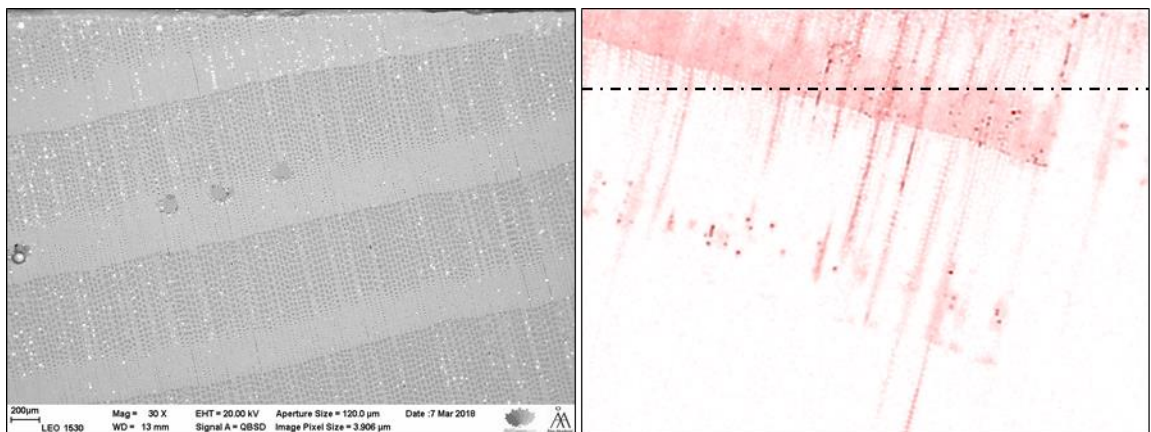 200µm
LEO 1530
Mag = 30 X
WD = 13 mm
EHT = 20.00 kV
Signal A = QBSD
Aperture Size = 120.0 µm
Image Pixel Size = 3.906 µm
Date :7 Mar 2018